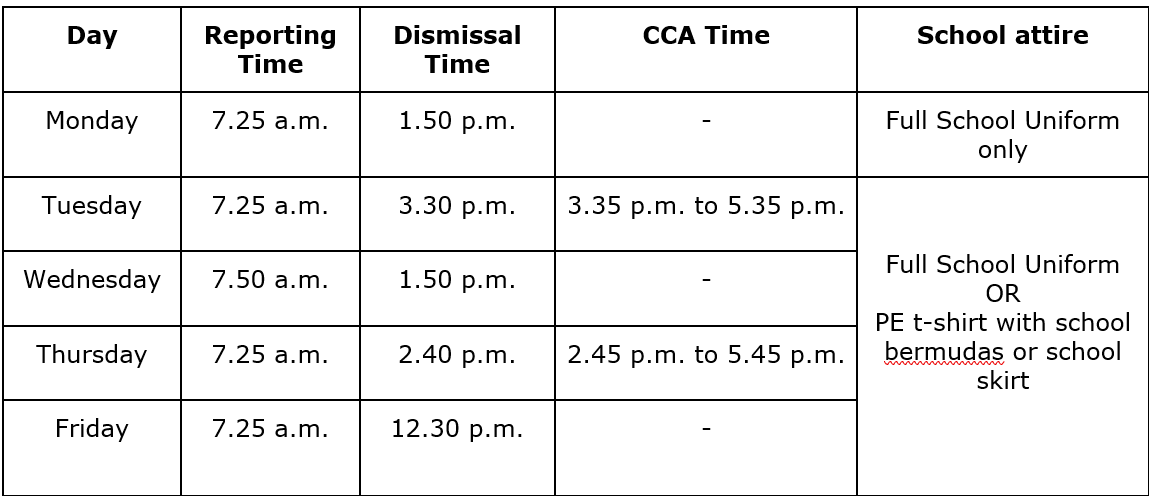 Day
Reporting
Time
Dismissal
Time
CCA Time
School attire
Monday
7.25 a.m.
1.50 p.m.
-
Full School Uniform
only
Tuesday
7.25 a.m.
3.30 p.m.
3.35 p.m. to 5.35 p.m.
Wednesday
7.50 a.m.
1.50 p.m.
-
Thursday
7.25 a.m.
2.40 p.m.
2.45 p.m. to 5.45 p.m.
Friday
7.25 a.m.
12.30 p.m.
-
Full School Uniform
OR
PE t-shirt with school
bermudas or school
skirt